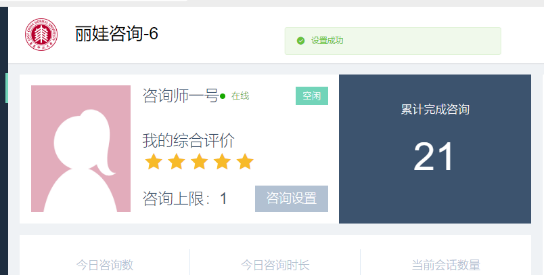 丽娃咨询-6
设置成功
咨询师一号
在线
空闲
我的综合评价
咨询上限：1
咨询设置
累计完成咨询
21
今日咨询数
今日咨询时长
当前会话数量